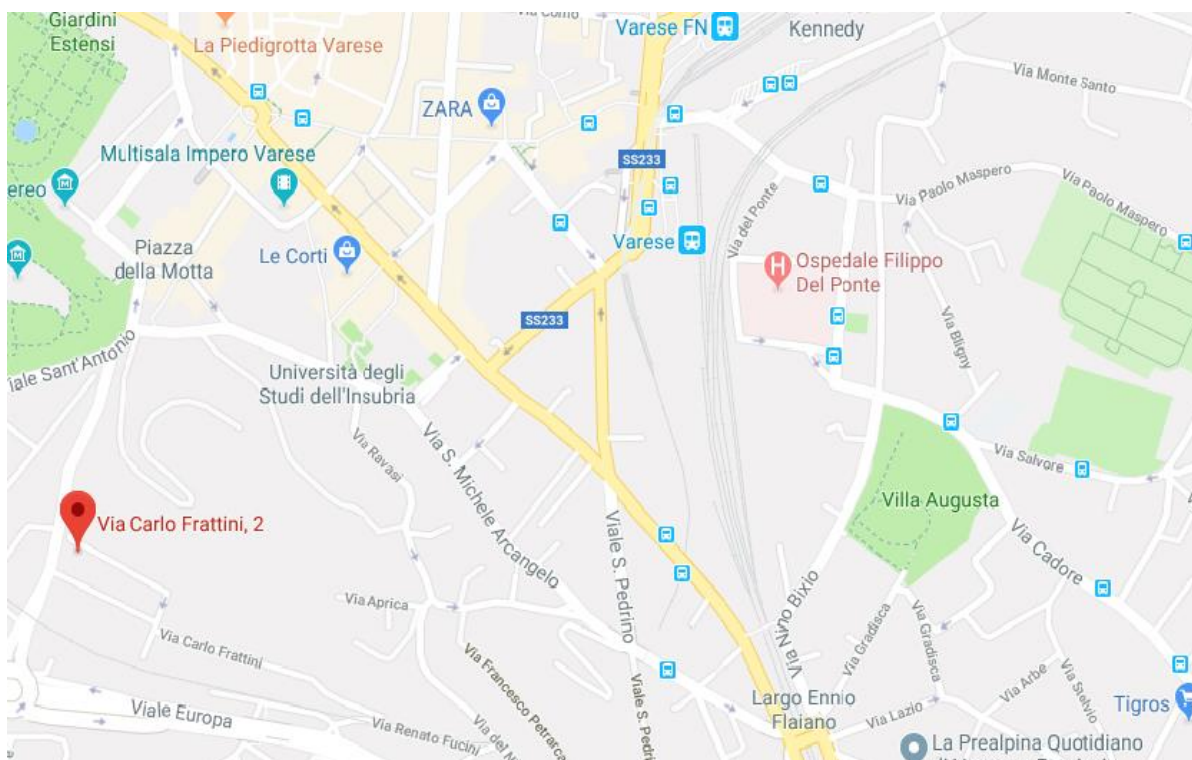 Giardini
Estensi
La Piedigrotta Varese
Via Como
Varese FN
Kennedy
Via Monte Santo
ZARA
Multisala Impero Varese
SS233
ereo
Via Paolo Maspero
Via Paolo Maspero
Via del Ponte
Piazza
della Motta
Le Corti
Varese
H
Ospedale Filippo
Del Ponte
SS233
Via Bligny
iale Sant'Antonio
Università degli
Studi dell'Insubria
Via Ravasi
Via S. Michele Arcangelo
Via Salvore
Villa Augusta
Via Carlo Frattini, 2
Viale S. Pedrino
Via Cadore
Via Aprica
Via Nino Bixio
Via Gradisca
Via Gradisca
Via Carlo Frattini
Via Francesco Petrarca
Viale S. Pedri
Via Arbe
Via Stelvio
Viale Europa
Via Renato Fucini
Via del N
Largo Ennio
Flaiano
Via Lazio
Tigros
La Prealpina Quotidiano